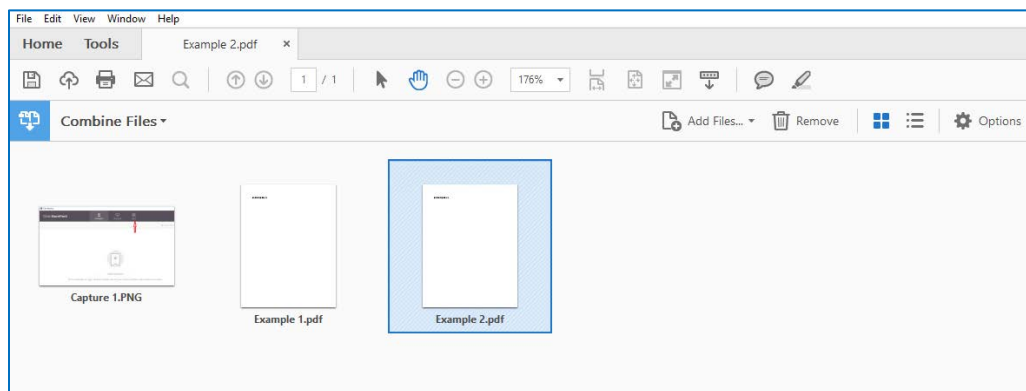 File Edit View Window Help
Home Tools Example 2.pdf ×
1 / 1 176%
Combine Files Add Files... Remove Options
Capture 1.PNG Example 1.pdf Example 2.pdf